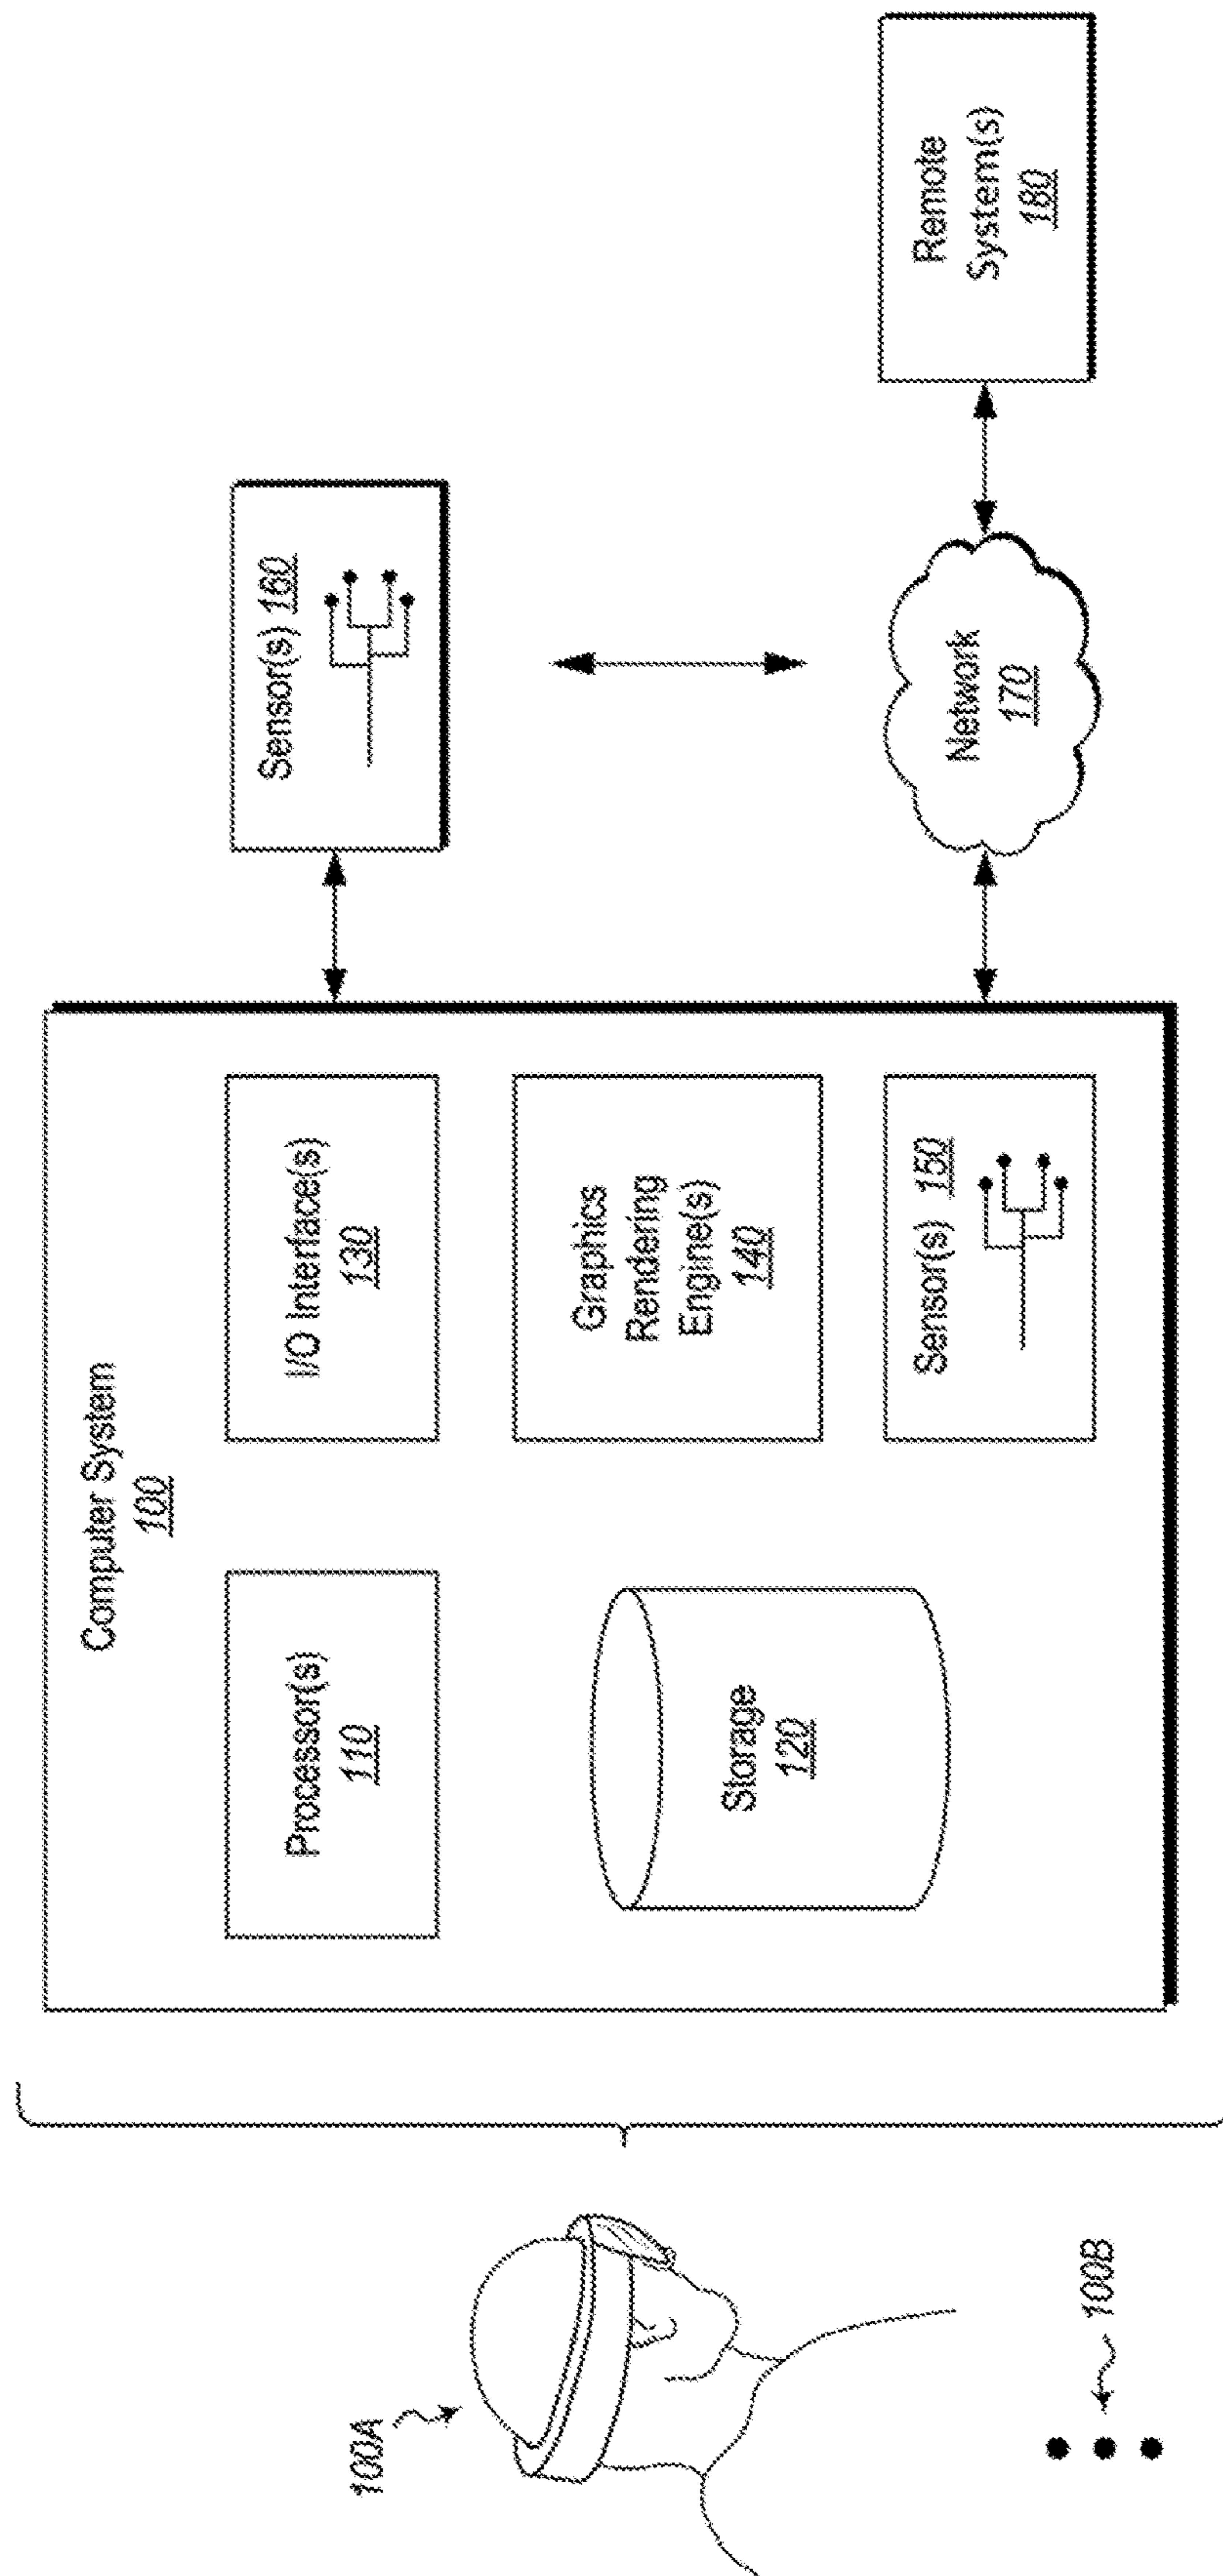 100A
100B
Computer System
100
Processor(s)
110
I/O Interface(s)
130
Storage
120
Graphics
Rendering
Engine(s)
140
Sensor(s) 150
Sensor(s) 160
Network
170
Remote
System(s)
180